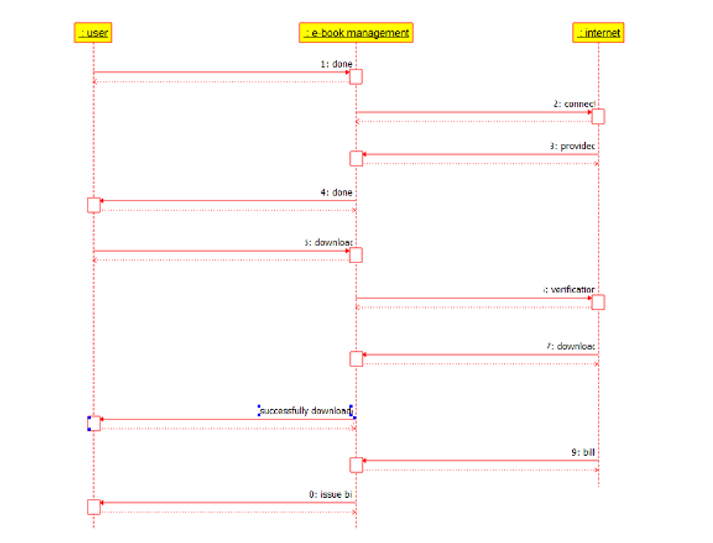 : user
: e-book management
: internet
1: done
2: connect
3: provided
4: done
5: download
: verification
7: download
successfully download
9: bill
0: issue bi